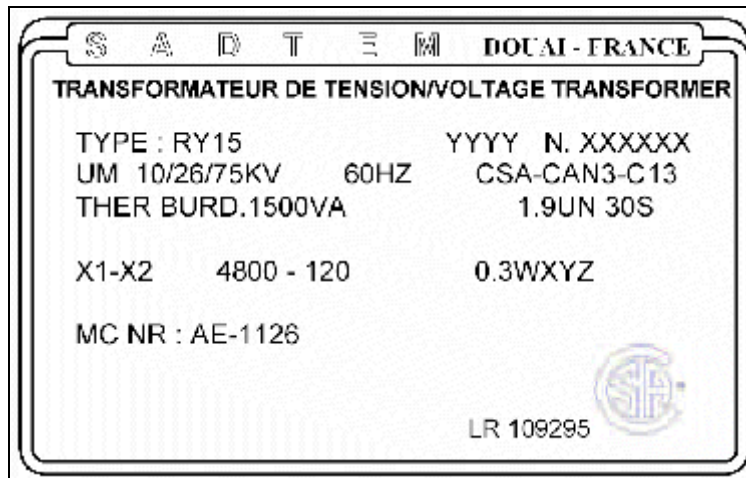 SADTEM DOUAI - FRANCE
TRANSFORMATEUR DE TENSION/VOLTAGE TRANSFORMER
TYPE : RY15 YYYY N. XXXXXX
UM 10/26/75KV 60HZ CSA-CAN3-C13
THER BURD.1500VA 1.9UN 30S
X1-X2 4800 - 120 0.3WXYZ
MC NR : AE-1126
LR 109295